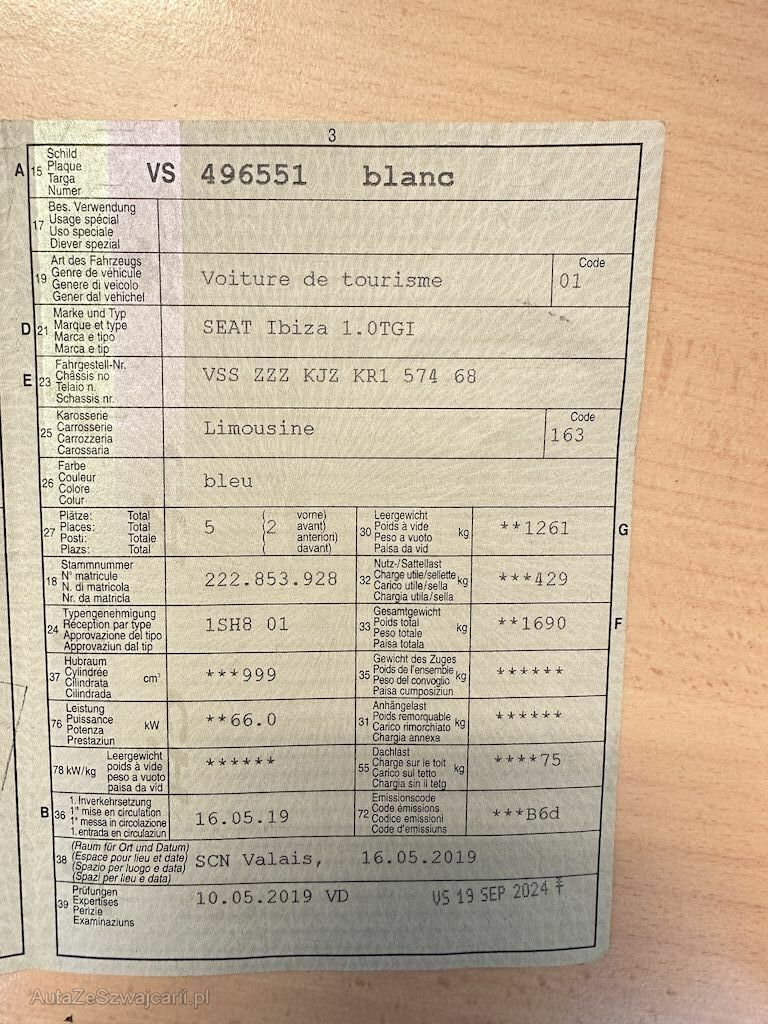 3
A 15 Schild
Plaque
Targa
Numer
VS 496551 blanc
17 Bes. Verwendung
Usage spécial
Uso speciale
Diever spezial
19 Art des Fahrzeugs
Genre de véhicule
Genere di veicolo
Gener dal vehichel
Voiture de tourisme
Code
01
D 21 Marke und Typ
Marque et type
Marca e tipo
Marca e tip
SEAT Ibiza 1.0TGI
E 23 Fahrgestell-Nr.
Châssis no
Telaio n.
Schassis nr.
VSS ZZZ KJZ KR1 574 68
25 Karosserie
Carrosserie
Carrozzeria
Carossaria
Limousine
Code
163
26 Farbe
Couleur
Colore
Colur
bleu
27 Plätze: Total
Places: Total
Posti: Totale
Plazs: Total
5 (2 vorne)
avant)
anteriori)
davant)
30 Leergewicht
Poids à vide
Peso a vuoto
Paisa da vid
kg
**1261
G
18 Stammnummer
N° matricule
N. di matricola
Nr. da matricla
222.853.928
32 Nutz-/Sattellast
Charge utile/sellette
Carico utile/sella
Chargia utila/sella
kg
***429
24 Typengenehmigung
Réception par type
Approvazione del tipo
Approvaziun dal tip
1SH8 01
33 Gesamtgewicht
Poids total
Peso totale
Paisa totala
kg
**1690
F
37 Hubraum
Cylindrée
Cilindrata
Cilindrada
cm³
***999
35 Gewicht des Zuges
Poids de l'ensemble
Peso del convoglio
Paisa cumposiziun
kg
******
76 Leistung
Puissance
Potenza
Prestaziun
kW
**66.0
31 Anhängelast
Poids remorquable
Carico rimorchiato
Chargia annexa
kg
******
78 kW/kg Leergewicht
poids à vide
peso a vuoto
paisa da vid
******
55 Dachlast
Charge sur le toit
Carico sul tetto
Chargia sin il tetg
kg
****75
B 36 1. Inverkehrsetzung
1re mise en circulation
1a messa in circolazione
1. entrada en circulaziun
16.05.19
72 Emissionscode
Code émissions
Codice emissioni
Code d'emissiuns
***B6d
38 (Raum für Ort und Datum)
(Espace pour lieu et date)
(Spazio per luogo e data)
(Spazi per lieu e data)
SCN Valais, 16.05.2019
39 Prüfungen
Expertises
Perizie
Examinaziuns
10.05.2019 VD
VS 19 SEP 2024
AutaZeSzwajcarii.pl